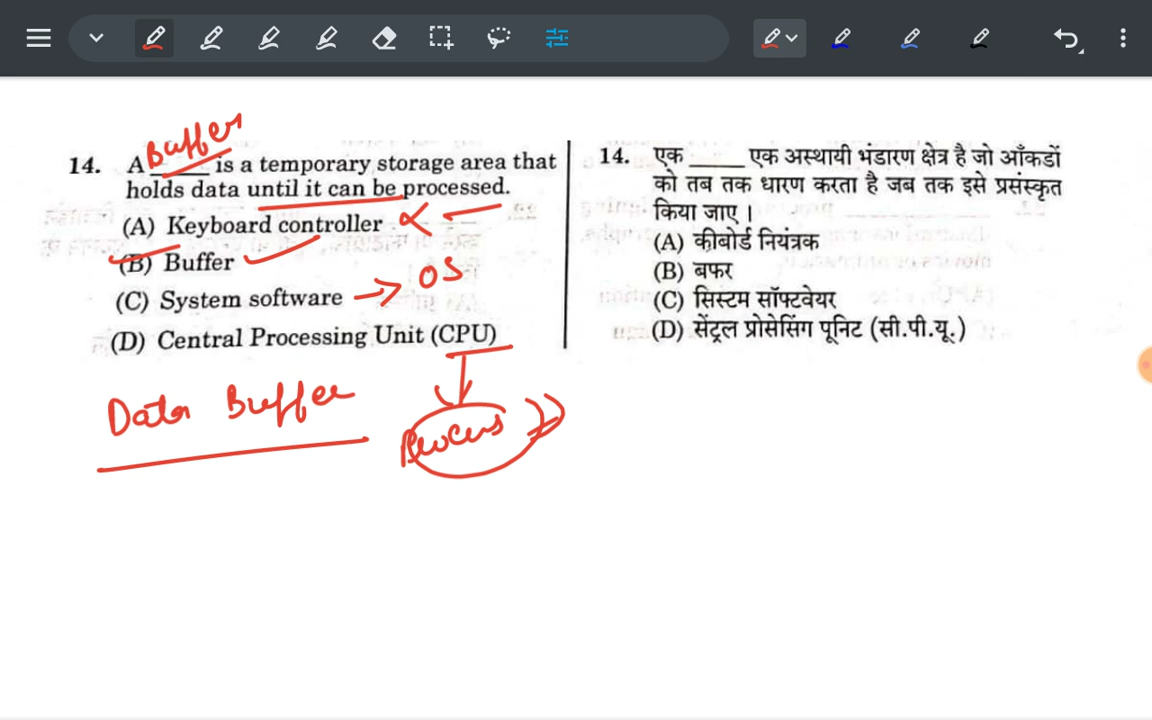 Buffer
14. A _____ is a temporary storage area that
holds data until it can be processed.
(A) Keyboard controller
(B) Buffer
(C) System software → OS
(D) Central Processing Unit (CPU)
Data Buffer
Process
14. एक _____ एक अस्थायी भंडारण क्षेत्र है जो आँकडों
को तब तक धारण करता है जब तक इसे प्रसंस्कृत
किया जाए ।
(A) कीबोर्ड नियंत्रक
(B) बफर
(C) सिस्टम सॉफ्टवेयर
(D) सेंट्रल प्रोसेसिंग पूनिट (सी.पी.यू.)